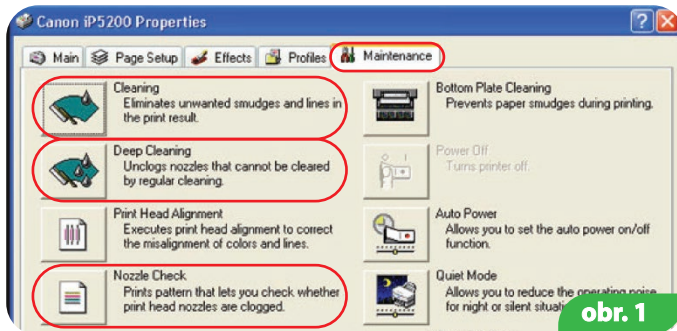 Canon iP5200 Properties
Main Page Setup Effects Profiles Maintenance
Cleaning
Eliminates unwanted smudges and lines in
the print result.
Deep Cleaning
Unclogs nozzles that cannot be cleared
by regular cleaning.
Print Head Alignment
Executes print head alignment to correct
the misalignment of colors and lines.
Nozzle Check
Prints pattern that lets you check whether
print head nozzles are clogged.
Bottom Plate Cleaning
Prevents paper smudges during printing.
Power Off
Turns printer off.
Auto Power
Allows you to set the auto power on/off
function.
Quiet Mode
Allows you to reduce the operating noise
for night or silent
obr. 1